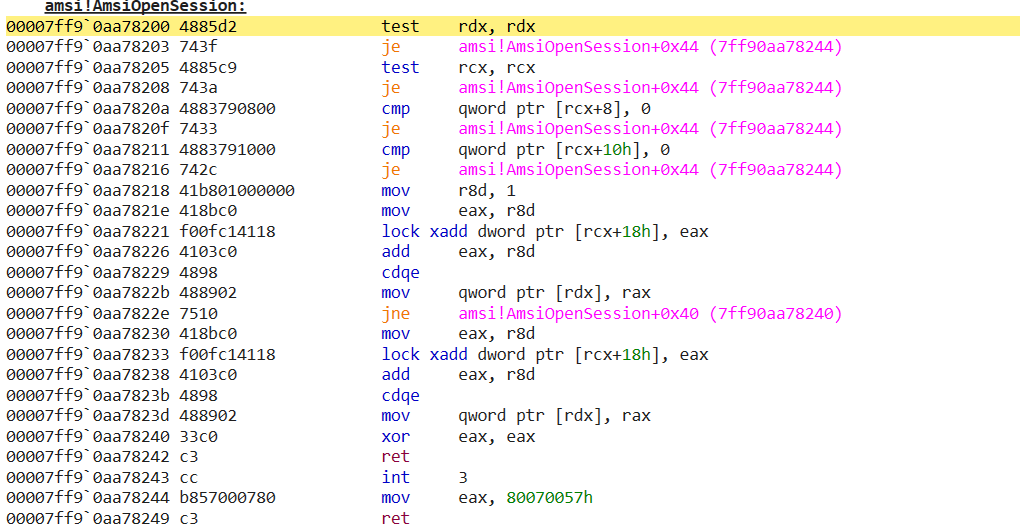 amsi!AmsiOpenSession:
00007ff9`0aa78200 4885d2 test rdx, rdx
00007ff9`0aa78203 743f je amsi!AmsiOpenSession+0x44 (7ff90aa78244)
00007ff9`0aa78205 4885c9 test rcx, rcx
00007ff9`0aa78208 743a je amsi!AmsiOpenSession+0x44 (7ff90aa78244)
00007ff9`0aa7820a 4883790800 cmp qword ptr [rcx+8], 0
00007ff9`0aa7820f 7433 je amsi!AmsiOpenSession+0x44 (7ff90aa78244)
00007ff9`0aa78211 4883791000 cmp qword ptr [rcx+10h], 0
00007ff9`0aa78216 742c je amsi!AmsiOpenSession+0x44 (7ff90aa78244)
00007ff9`0aa78218 41b801000000 mov r8d, 1
00007ff9`0aa7821e 418bc0 mov eax, r8d
00007ff9`0aa78221 f00fc14118 lock xadd dword ptr [rcx+18h], eax
00007ff9`0aa78226 4103c0 add eax, r8d
00007ff9`0aa78229 4898 cdqe
00007ff9`0aa7822b 488902 mov qword ptr [rdx], rax
00007ff9`0aa7822e 7510 jne amsi!AmsiOpenSession+0x40 (7ff90aa78240)
00007ff9`0aa78230 418bc0 mov eax, r8d
00007ff9`0aa78233 f00fc14118 lock xadd dword ptr [rcx+18h], eax
00007ff9`0aa78238 4103c0 add eax, r8d
00007ff9`0aa7823b 4898 cdqe
00007ff9`0aa7823d 488902 mov qword ptr [rdx], rax
00007ff9`0aa78240 33c0 xor eax, eax
00007ff9`0aa78242 c3 ret
00007ff9`0aa78243 cc int 3
00007ff9`0aa78244 b857000780 mov eax, 80070057h
00007ff9`0aa78249 c3 ret